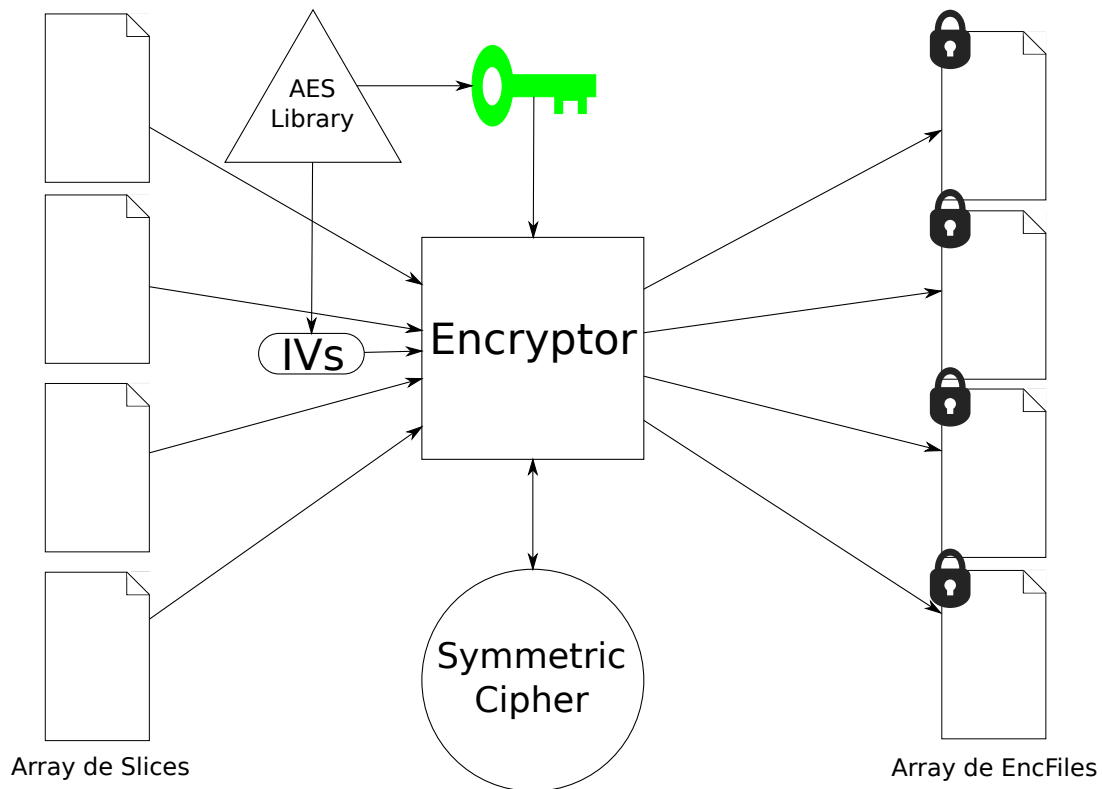 AES
Library
Encryptor
IVs
Symmetric
Cipher
Array de Slices
Array de EncFiles